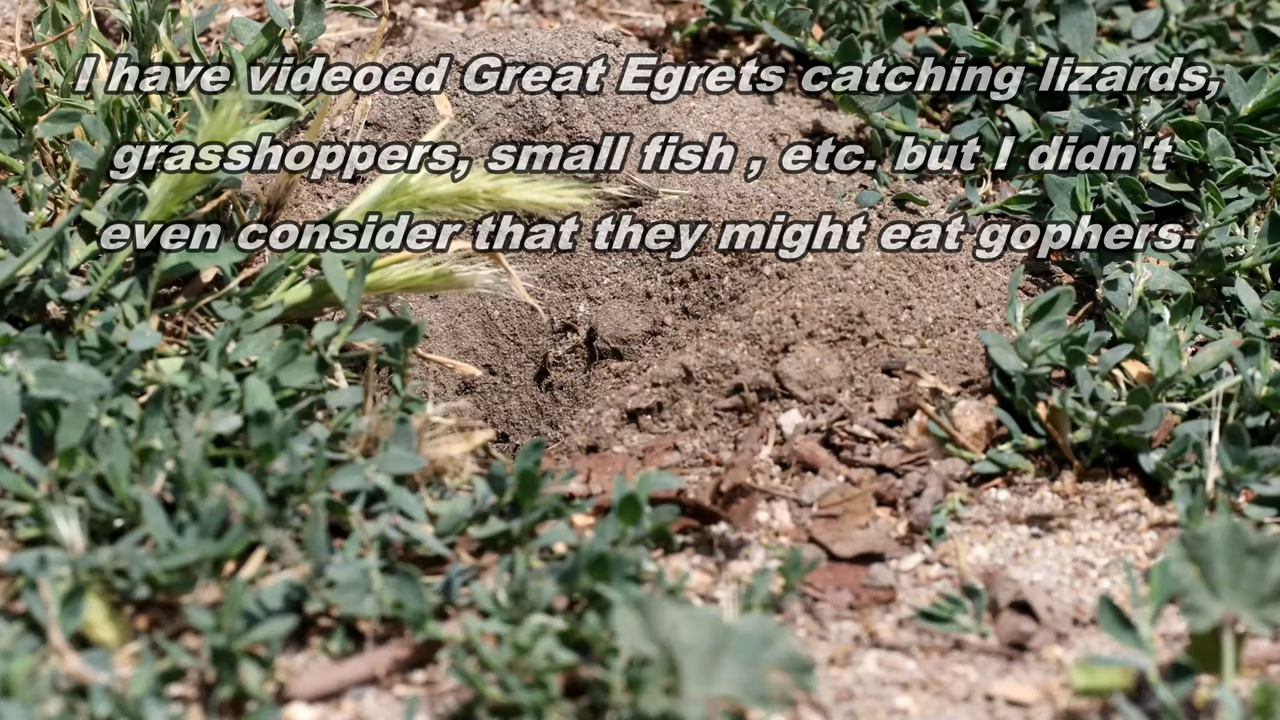 I have videoed Great Egrets catching lizards,
grasshoppers, small fish , etc. but I didn't
even consider that they might eat gophers.